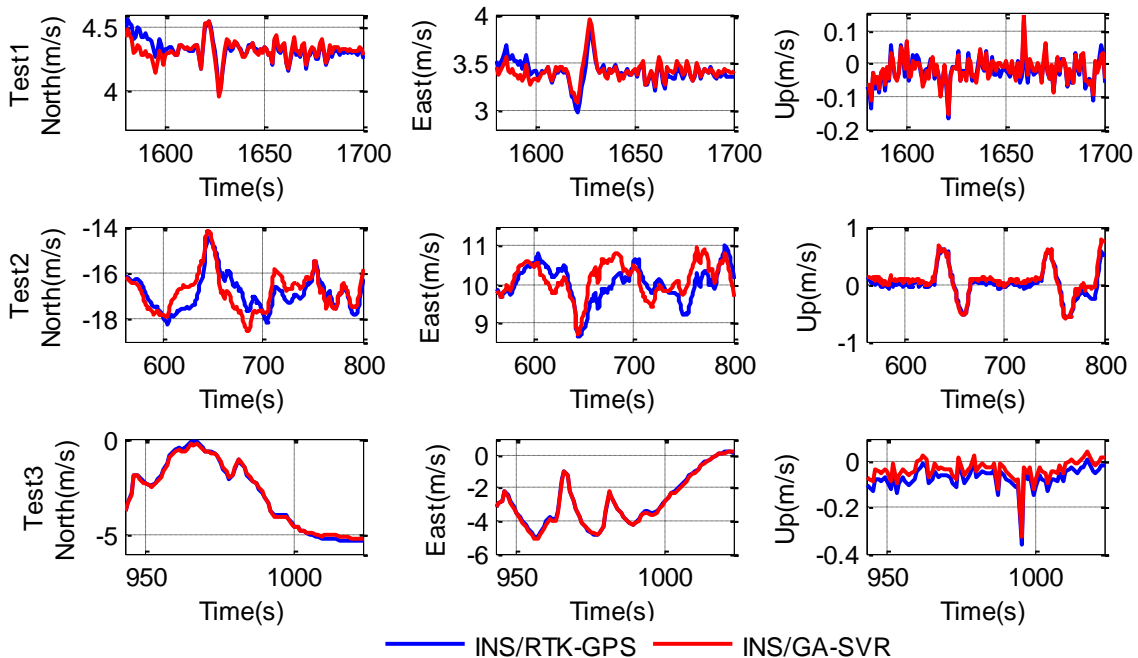 Test1
North(m/s)
4.5
4
1600 1650 1700
Time(s)
East(m/s)
4
3.5
3
1600 1650 1700
Time(s)
Up(m/s)
0.1
0
-0.1
-0.2
1600 1650 1700
Time(s)
Test2
North(m/s)
-14
-16
-18
600 700 800
Time(s)
East(m/s)
11
10
9
600 700 800
Time(s)
Up(m/s)
1
0
-1
600 700 800
Time(s)
Test3
North(m/s)
0
-5
950 1000
Time(s)
East(m/s)
0
-2
-4
-6
950 1000
Time(s)
Up(m/s)
0
-0.2
-0.4
950 1000
Time(s)
INS/RTK-GPS INS/GA-SVR